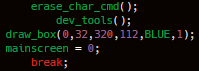 erase_char_cmd();
dev_tools();
draw_box(0,32,320,112,BLUE,1);
mainscreen = 0;
break;